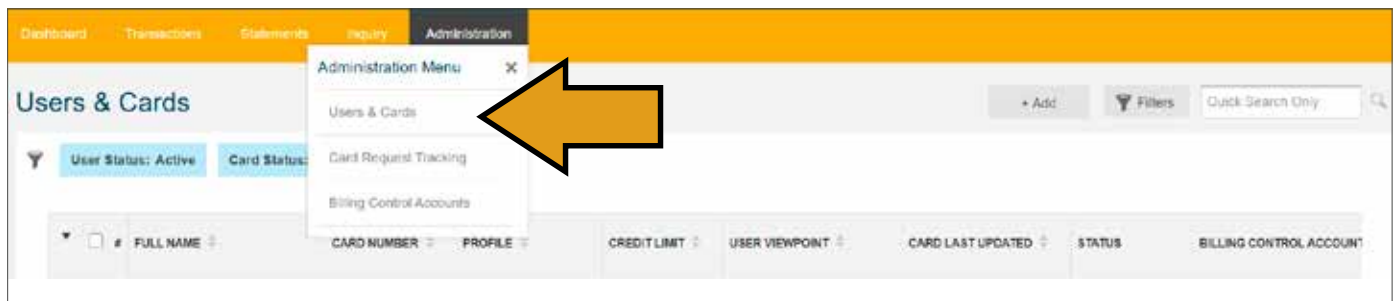 Dashboard Transactions Statements Inquiry Administration
Administration Menu ×
Users & Cards
+ Add Filters Quick Search Only
Users & Cards
User Status: Active Card Status:
Card Request Tracking
Billing Control Accounts
# FULL NAME CARD NUMBER PROFILE CREDIT LIMIT USER VIEWPOINT CARD LAST UPDATED STATUS BILLING CONTROL ACCOUNT